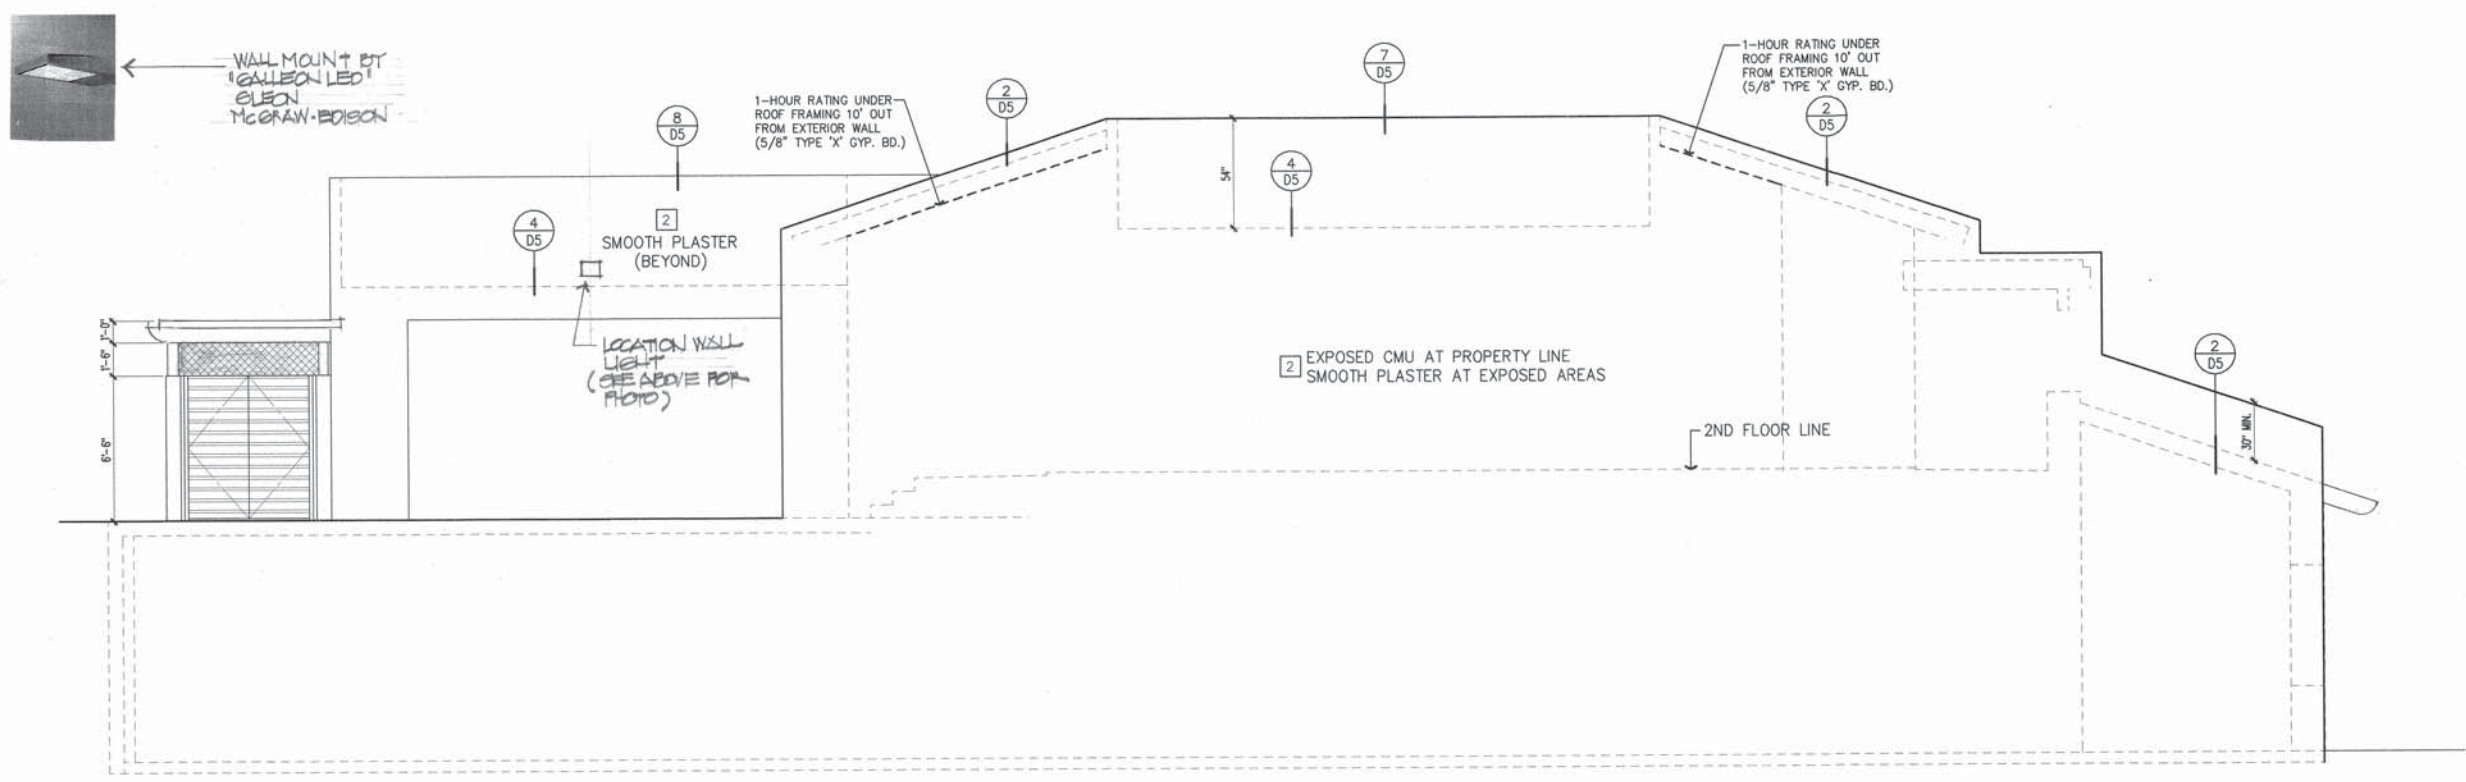 WALL MOUNT BY
"GALLEON LED"
GLEON
McGRAW-EDISON
8
D5
1-HOUR RATING UNDER
ROOF FRAMING 10' OUT
FROM EXTERIOR WALL
(5/8" TYPE 'X' GYP. BD.)
2
D5
7
D5
1-HOUR RATING UNDER
ROOF FRAMING 10' OUT
FROM EXTERIOR WALL
(5/8" TYPE 'X' GYP. BD.)
2
D5
4
D5
54"
4
D5
2
SMOOTH PLASTER
(BEYOND)
1'-0"
1'-6"
6'-6"
LOCATION WALL
LIGHT
(SEE ABOVE FOR
PHOTO)
2
EXPOSED CMU AT PROPERTY LINE
SMOOTH PLASTER AT EXPOSED AREAS
2ND FLOOR LINE
2
D5
30" MIN.